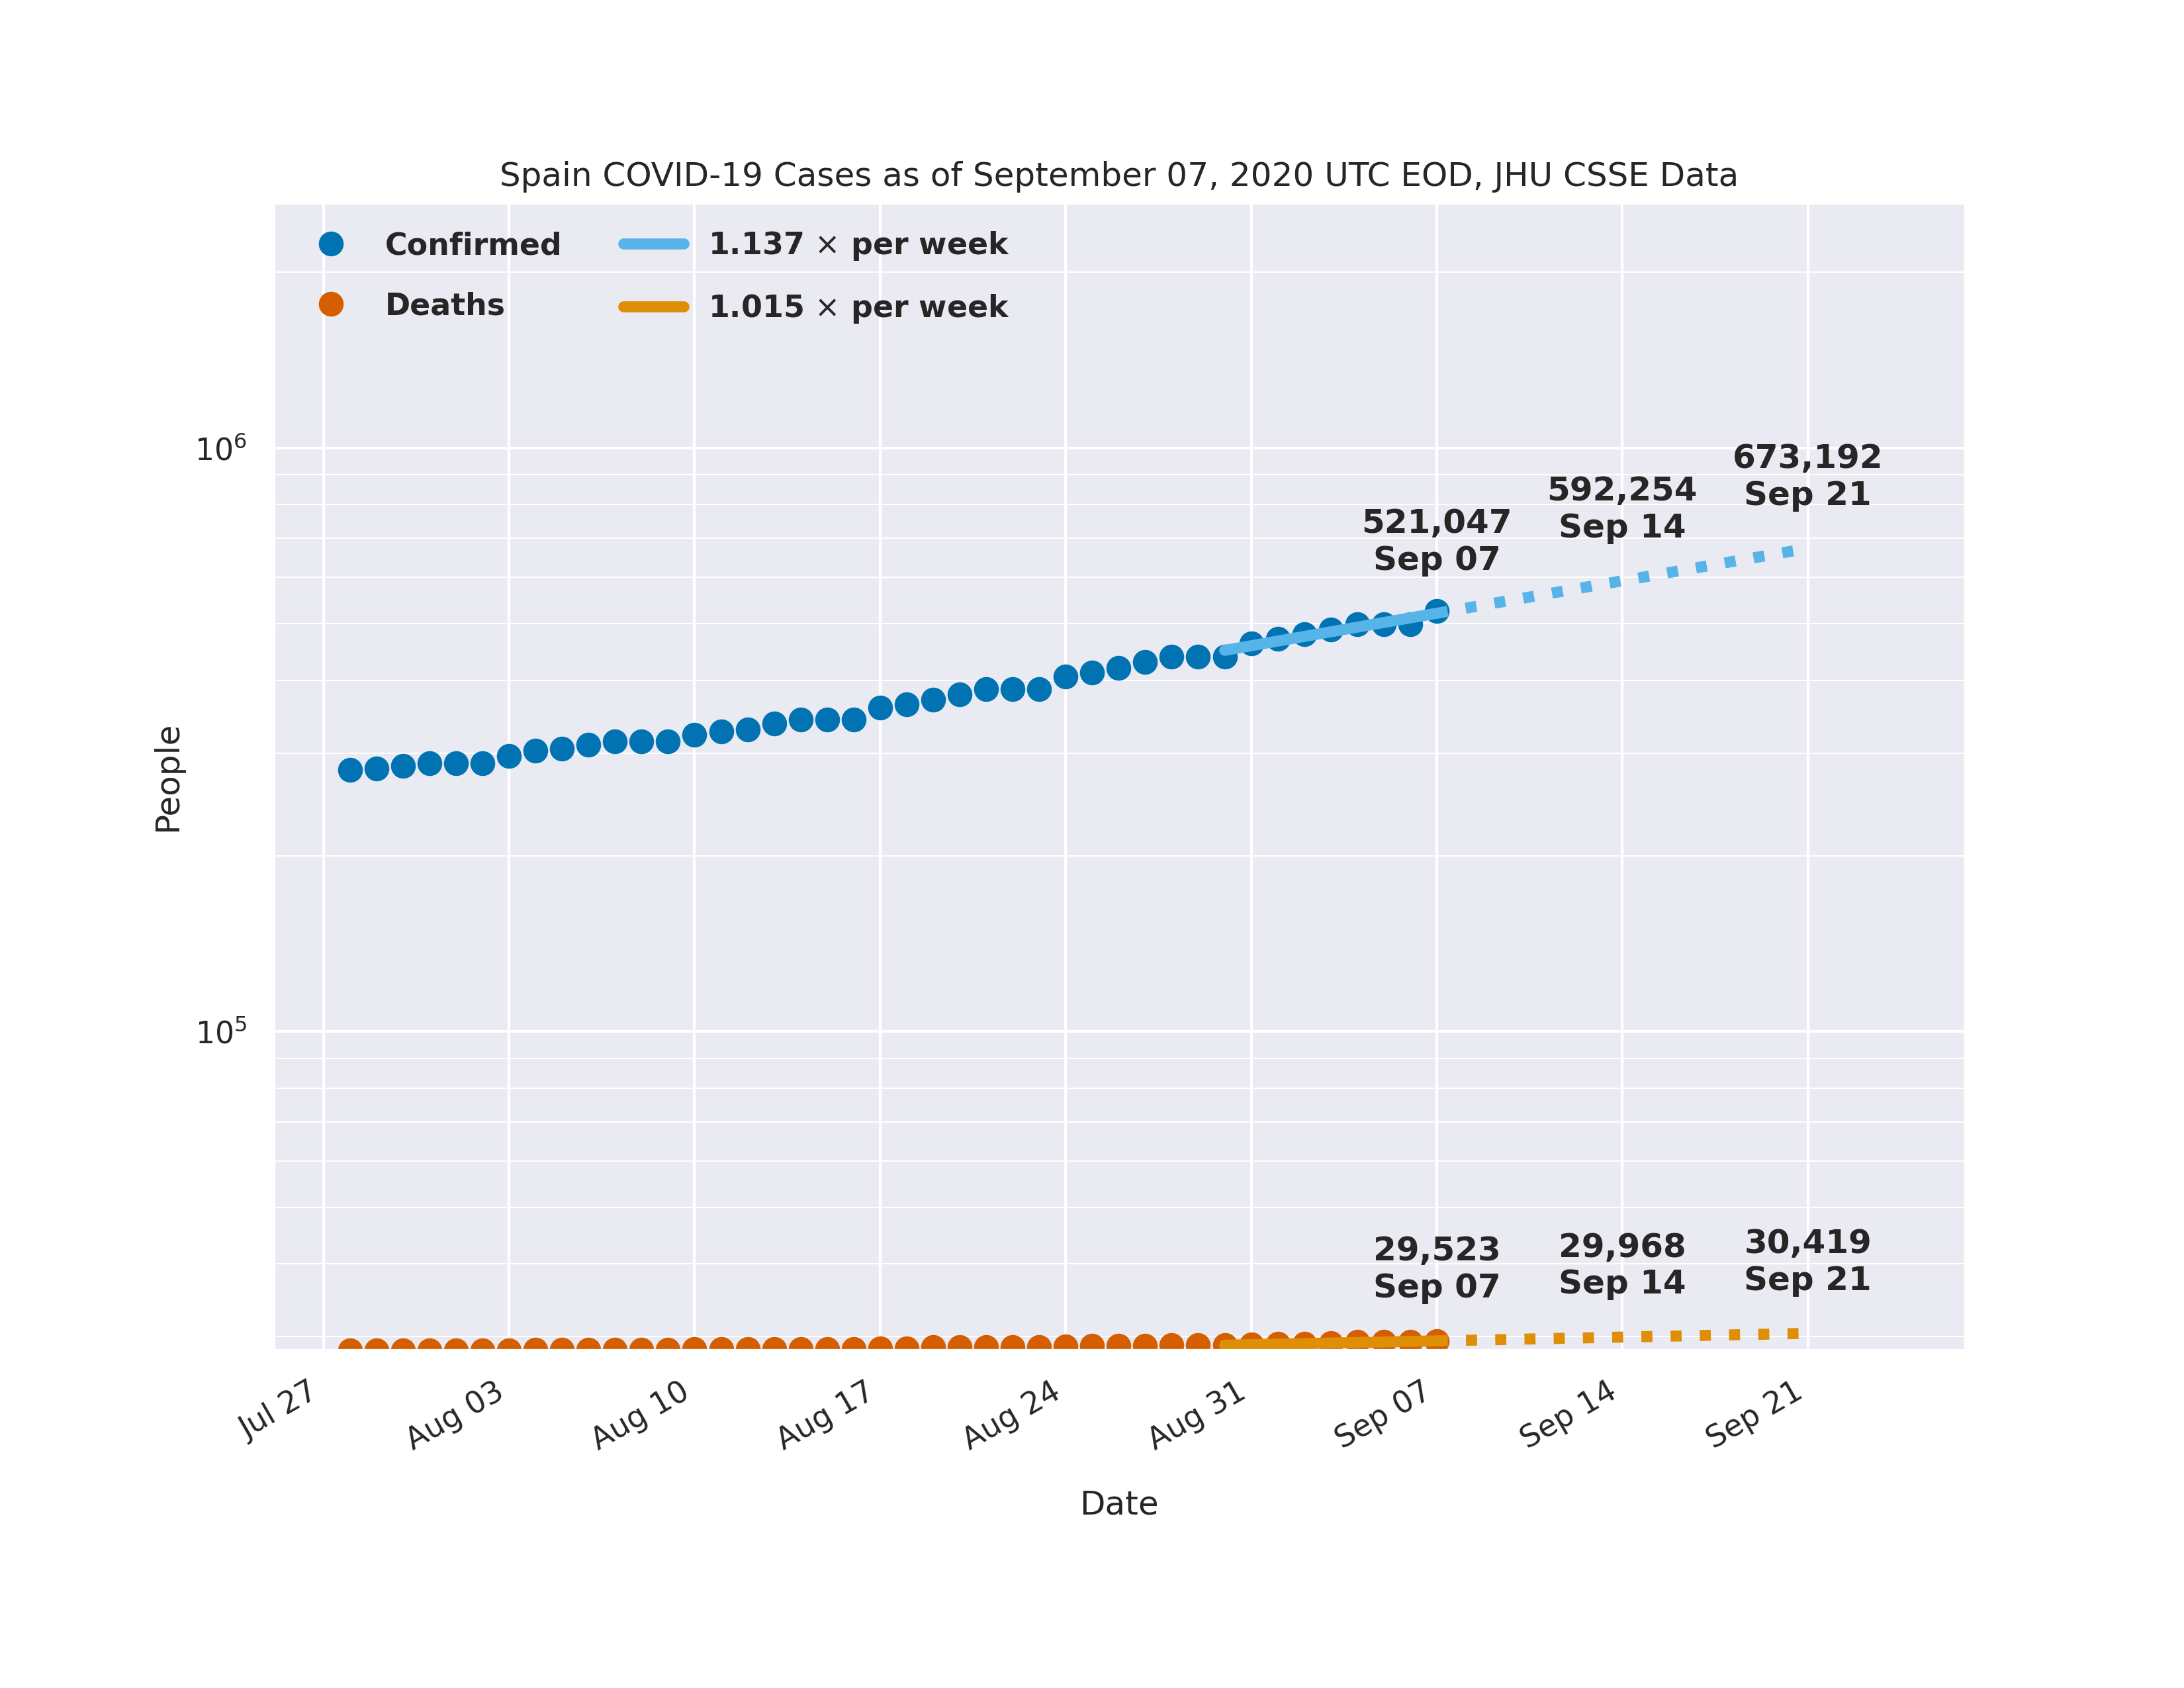 Spain COVID-19 Cases as of September 07, 2020 UTC EOD, JHU CSSE Data
Confirmed
Deaths
1.137 × per week
1.015 × per week
10⁶
10⁵
People
521,047
Sep 07
592,254
Sep 14
673,192
Sep 21
29,523
Sep 07
29,968
Sep 14
30,419
Sep 21
Jul 27
Aug 03
Aug 10
Aug 17
Aug 24
Aug 31
Sep 07
Sep 14
Sep 21
Date